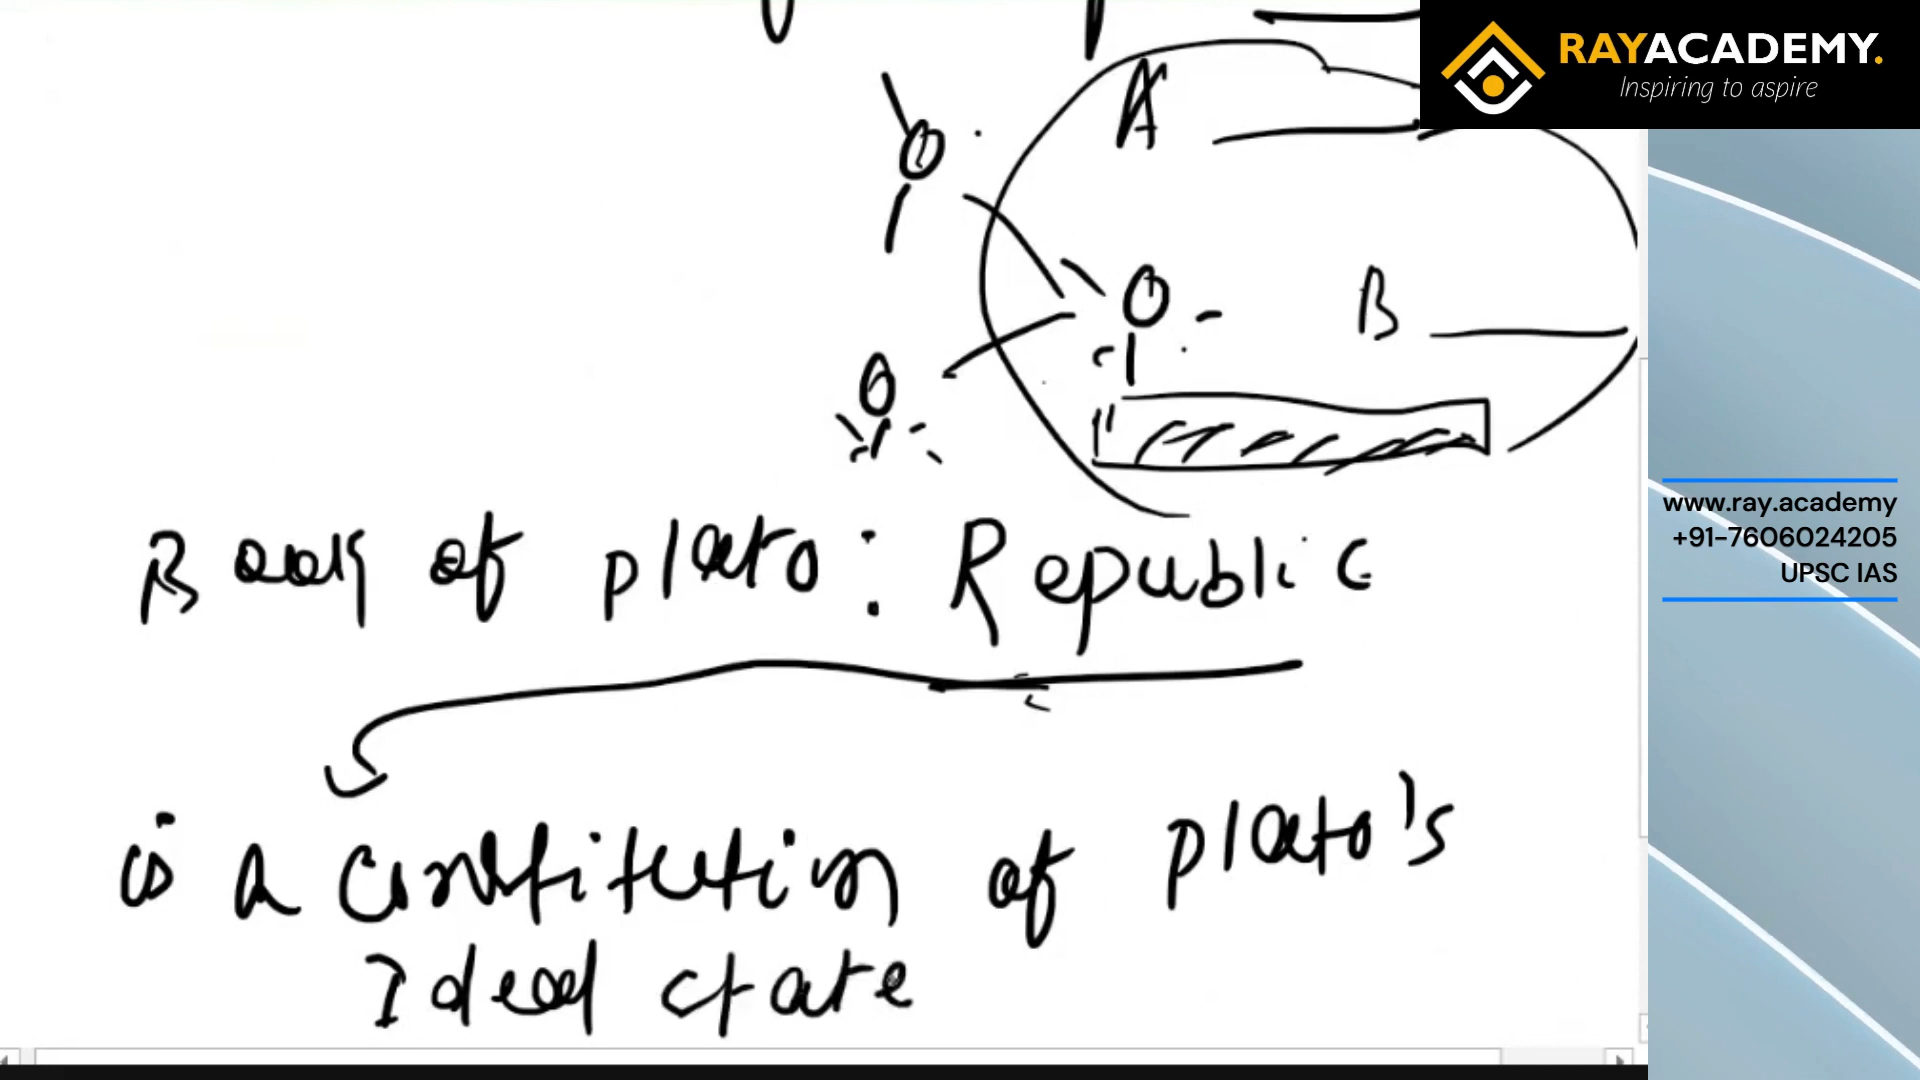 RAYACADEMY.
Inspiring to aspire
A
B
www.ray.academy
+91-7606024205
UPSC IAS
Book of plato: Republic
is a constitution of plato's
Ideal state